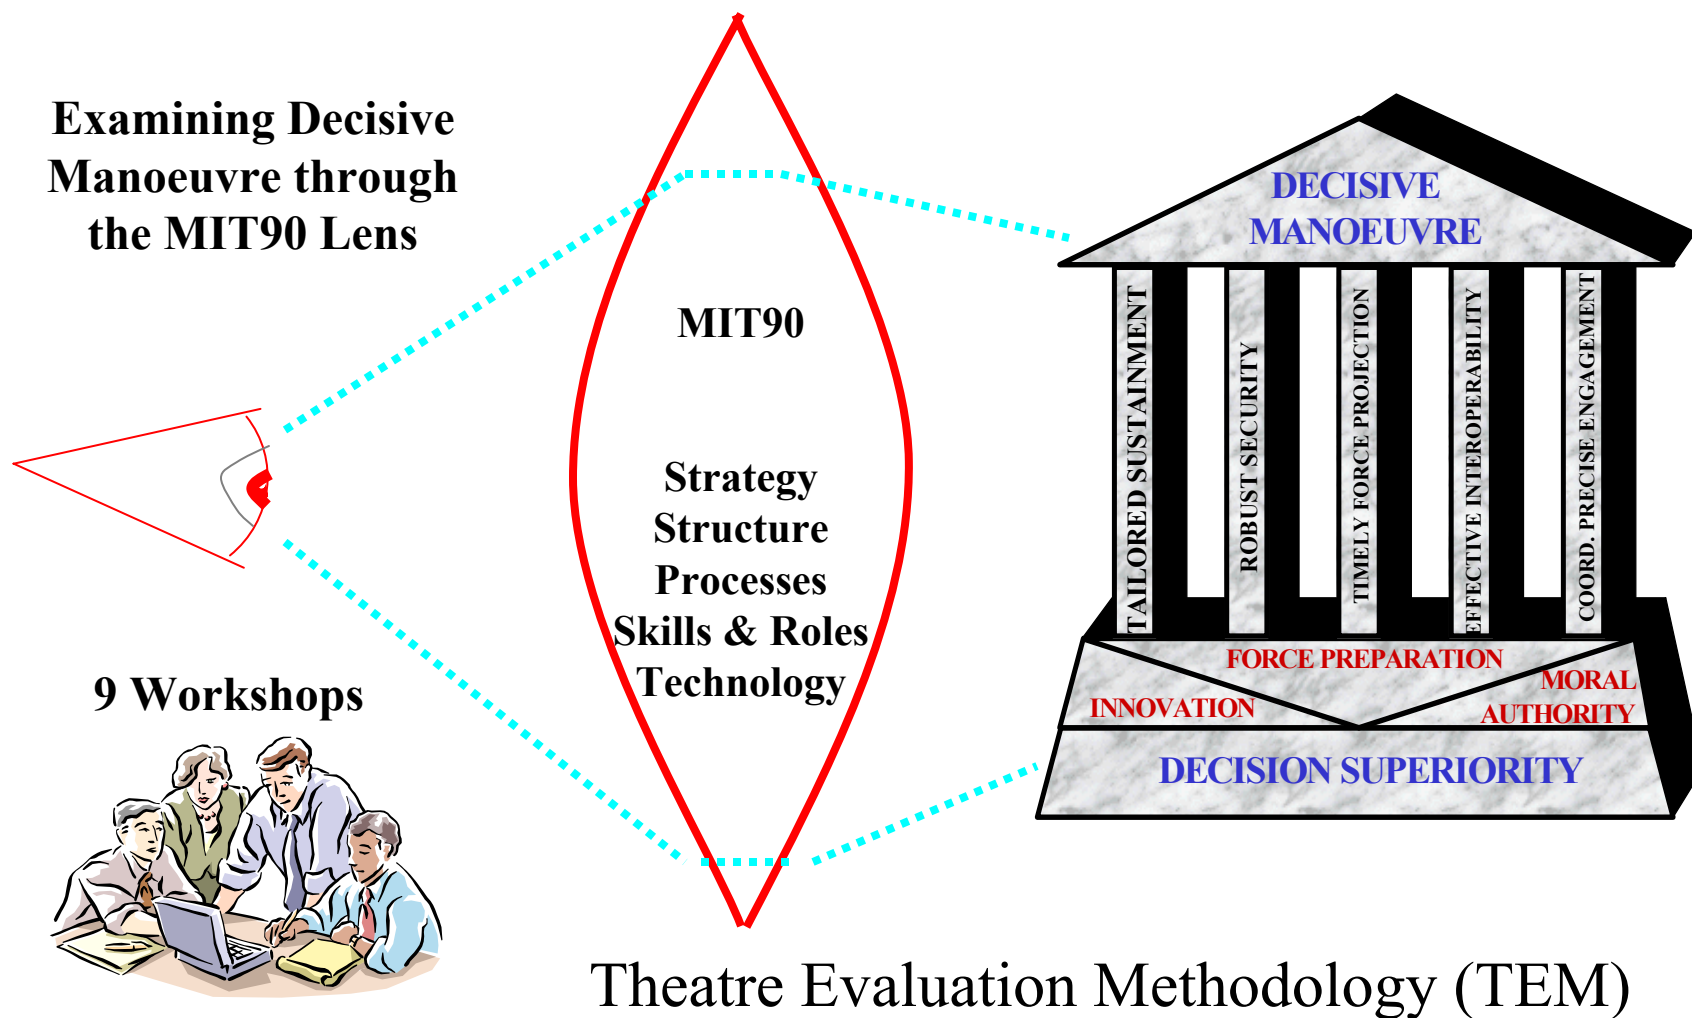 Examining Decisive
Manoeuvre through
the MIT90 Lens
9 Workshops
MIT90
Strategy
Structure
Processes
Skills & Roles
Technology
DECISIVE
MANOEUVRE
TAILORED SUSTAINMENT
ROBUST SECURITY
TIMELY FORCE PROJECTION
EFFECTIVE INTEROPERABILITY
COORD. PRECISE ENGAGEMENT
FORCE PREPARATION
INNOVATION
MORAL
AUTHORITY
DECISION SUPERIORITY
Theatre Evaluation Methodology (TEM)